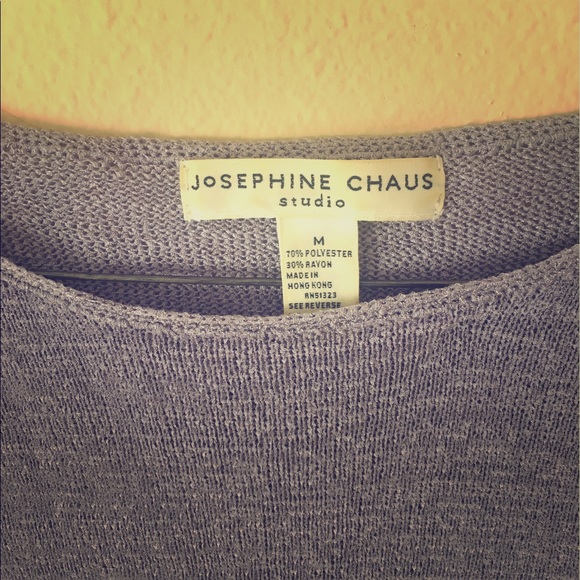 JoSEPHINE CHAUS
studio
M
70% POLYESTER
30% RAYON
MADE IN
HONG KONG
RN51323
SEE REVERSE